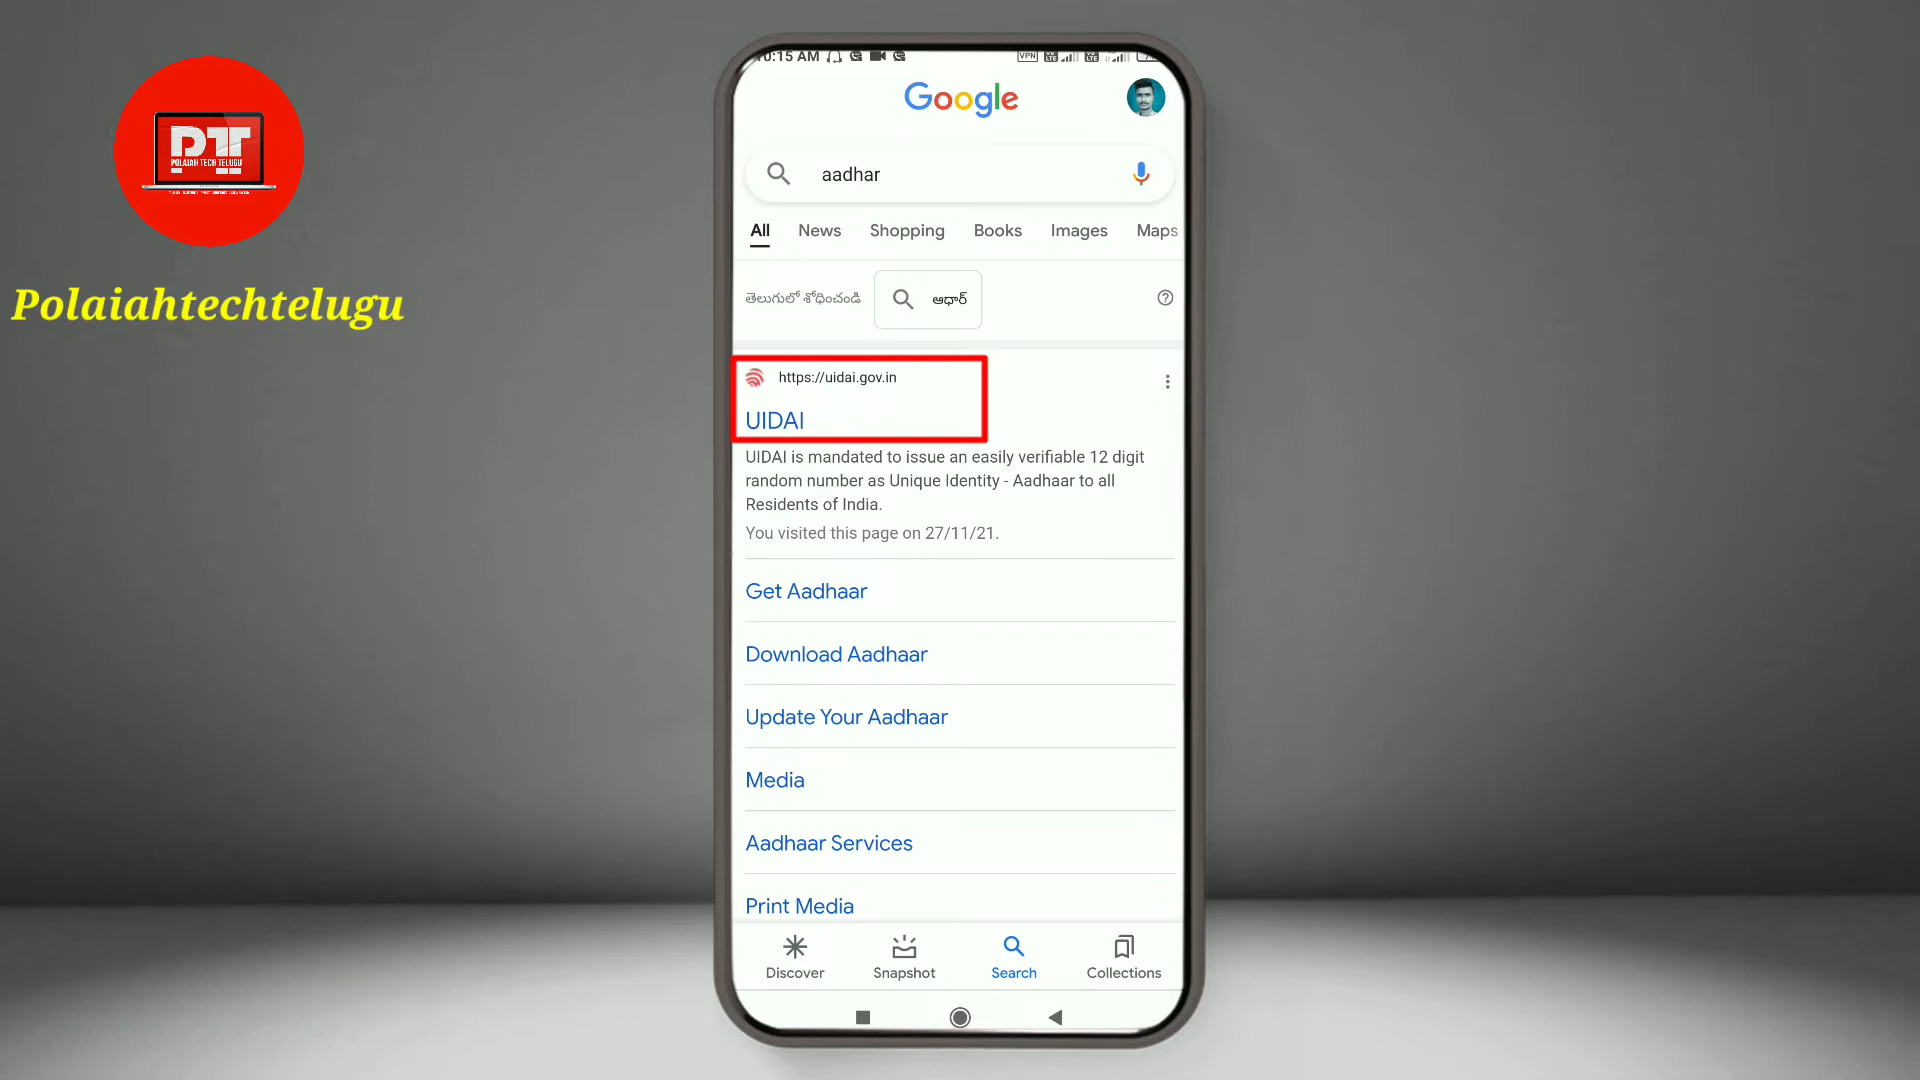 PTT
POLAIAH TECH TELUGU
Polaiahtechtelugu
10:15 AM
VPN
Google
aadhar
All News Shopping Books Images Maps
తెలుగులో శోధించండి ఆధార్
https://uidai.gov.in
UIDAI
UIDAI is mandated to issue an easily verifiable 12 digit
random number as Unique Identity - Aadhaar to all
Residents of India.
You visited this page on 27/11/21.
Get Aadhaar
Download Aadhaar
Update Your Aadhaar
Media
Aadhaar Services
Print Media
Discover Snapshot Search Collections